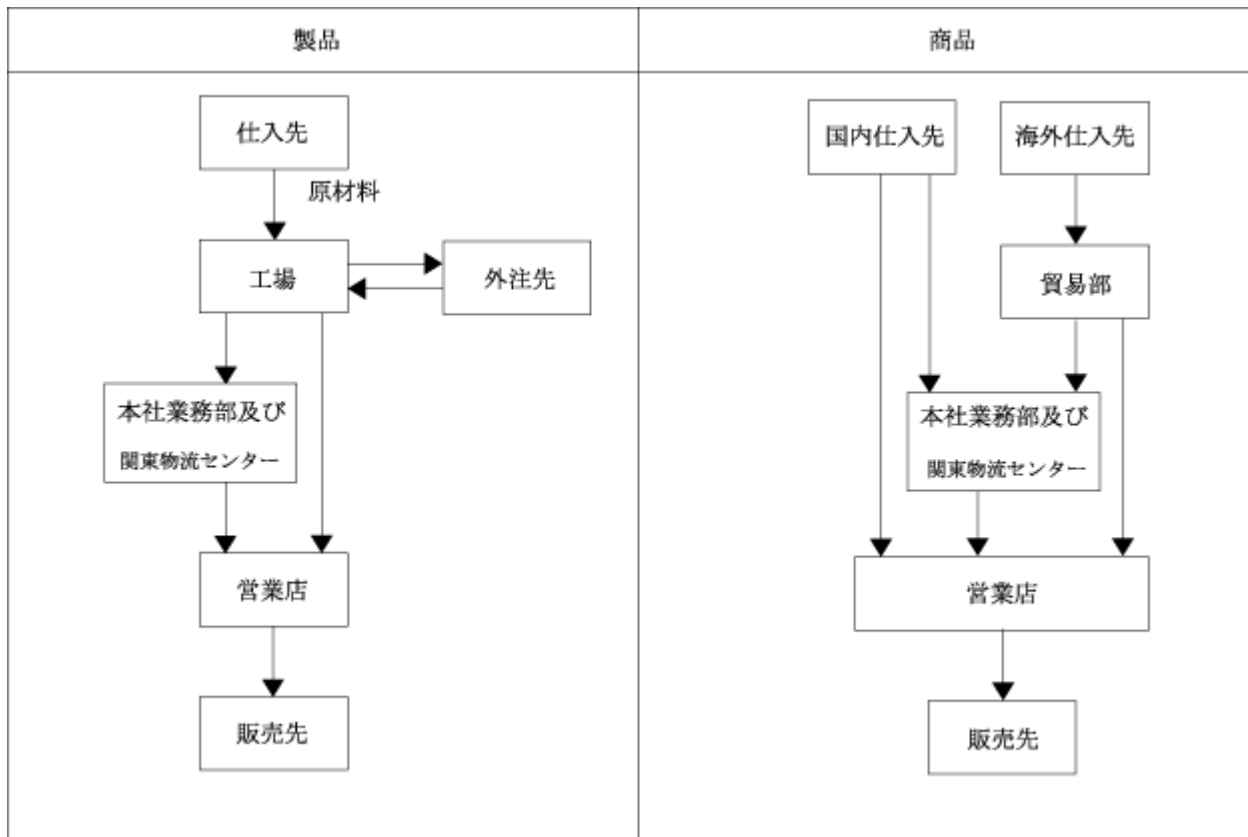 製品
仕入先
原材料
工場
外注先
本社業務部及び
関東物流センター
営業店
販売先
商品
国内仕入先
海外仕入先
貿易部
本社業務部及び
関東物流センター
営業店
販売先